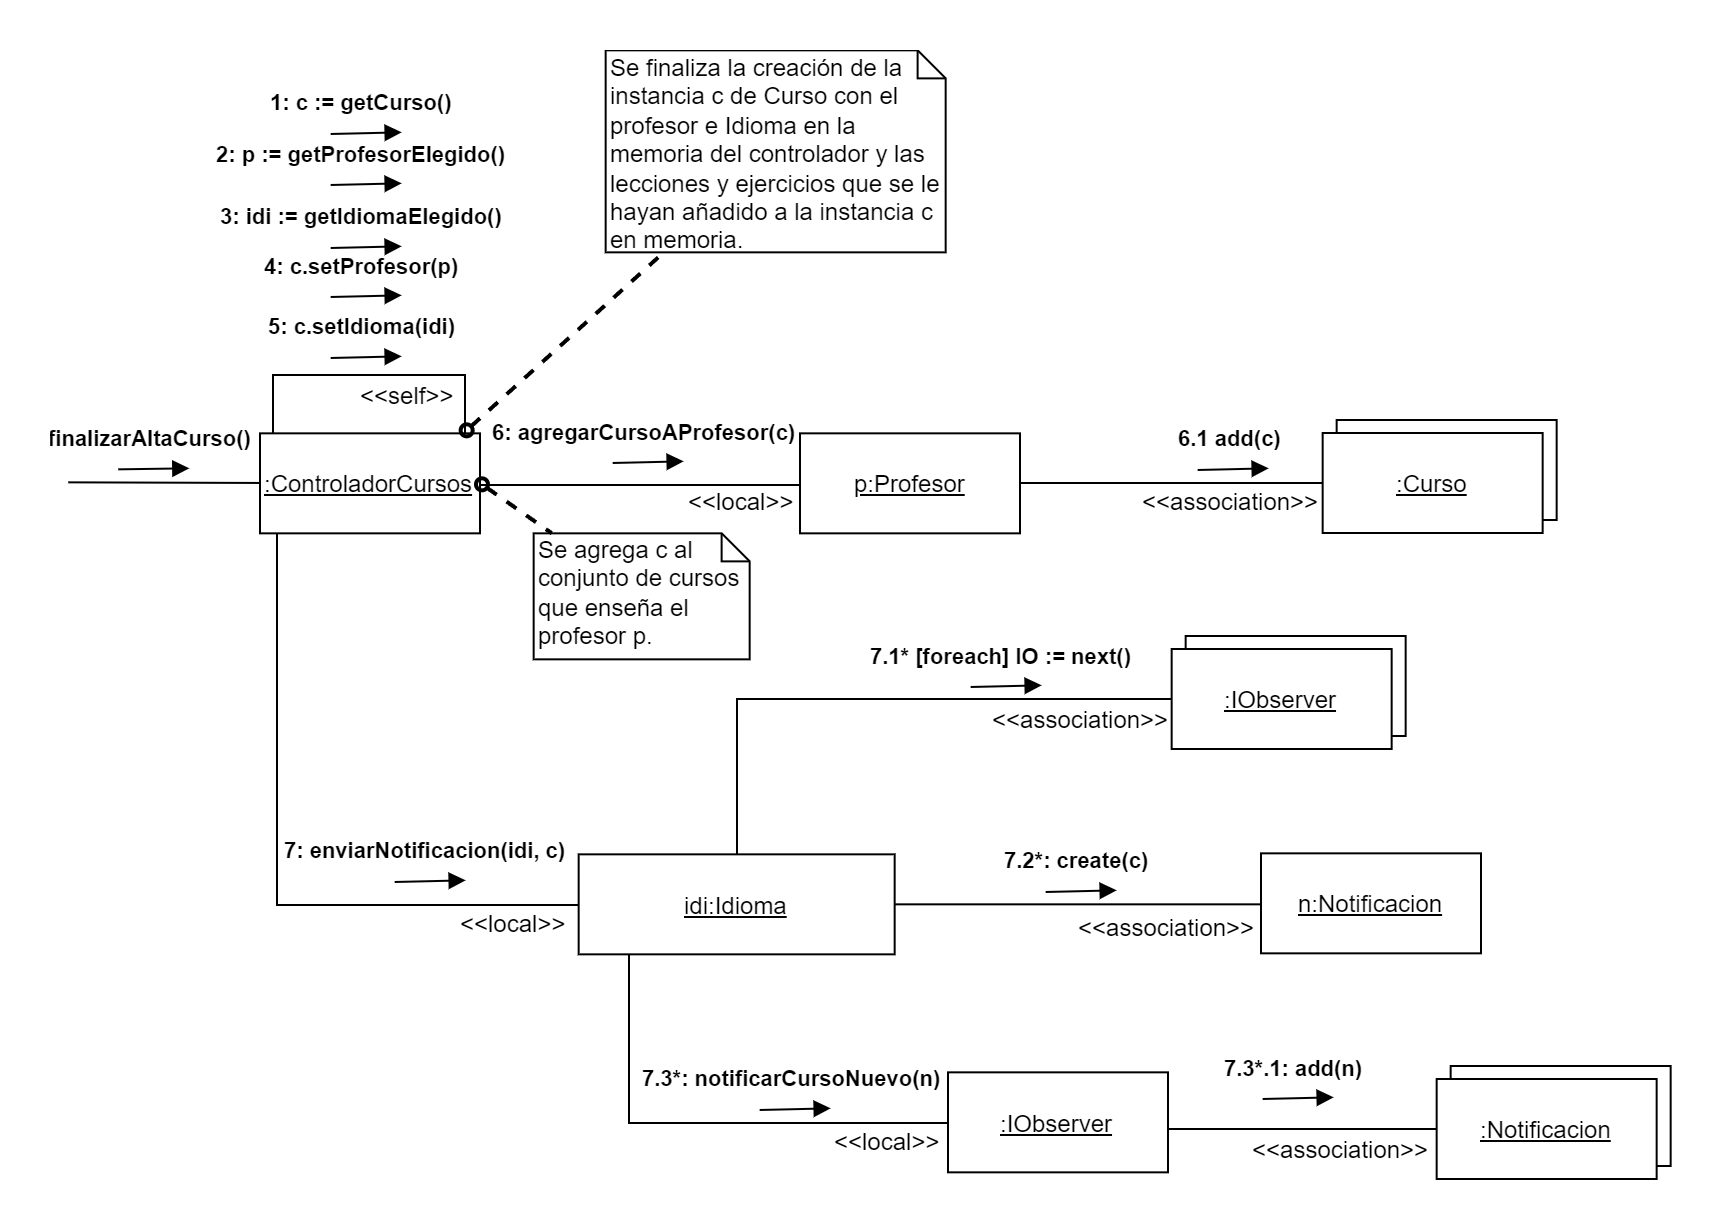 Se finaliza la creación de la
instancia c de Curso con el
profesor e Idioma en la
memoria del controlador y las
lecciones y ejercicios que se le
hayan añadido a la instancia c
en memoria.
1: c := getCurso()
2: p := getProfesorElegido()
3: idi := getIdiomaElegido()
4: c.setProfesor(p)
5: c.setIdioma(idi)
<<self>>
finalizarAltaCurso()
:ControladorCursos
6: agregarCursoAProfesor(c)
<<local>>
p:Profesor
6.1 add(c)
<<association>>
:Curso
Se agrega c al
conjunto de cursos
que enseña el
profesor p.
7.1* [foreach] IO := next()
<<association>>
:IObserver
7: enviarNotificacion(idi, c)
<<local>>
idi:Idioma
7.2*: create(c)
<<association>>
n:Notificacion
7.3*: notificarCursoNuevo(n)
<<local>>
:IObserver
7.3*.1: add(n)
<<association>>
:Notificacion